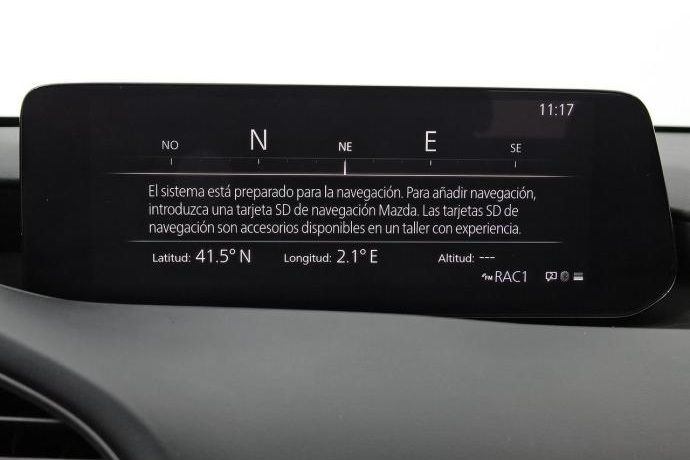 11:17
NO N NE E SE
El sistema está preparado para la navegación. Para añadir navegación,
introduzca una tarjeta SD de navegación Mazda. Las tarjetas SD de
navegación son accesorios disponibles en un taller con experiencia.
Latitud: 41.5° N Longitud: 2.1° E Altitud: ---
FM RAC1